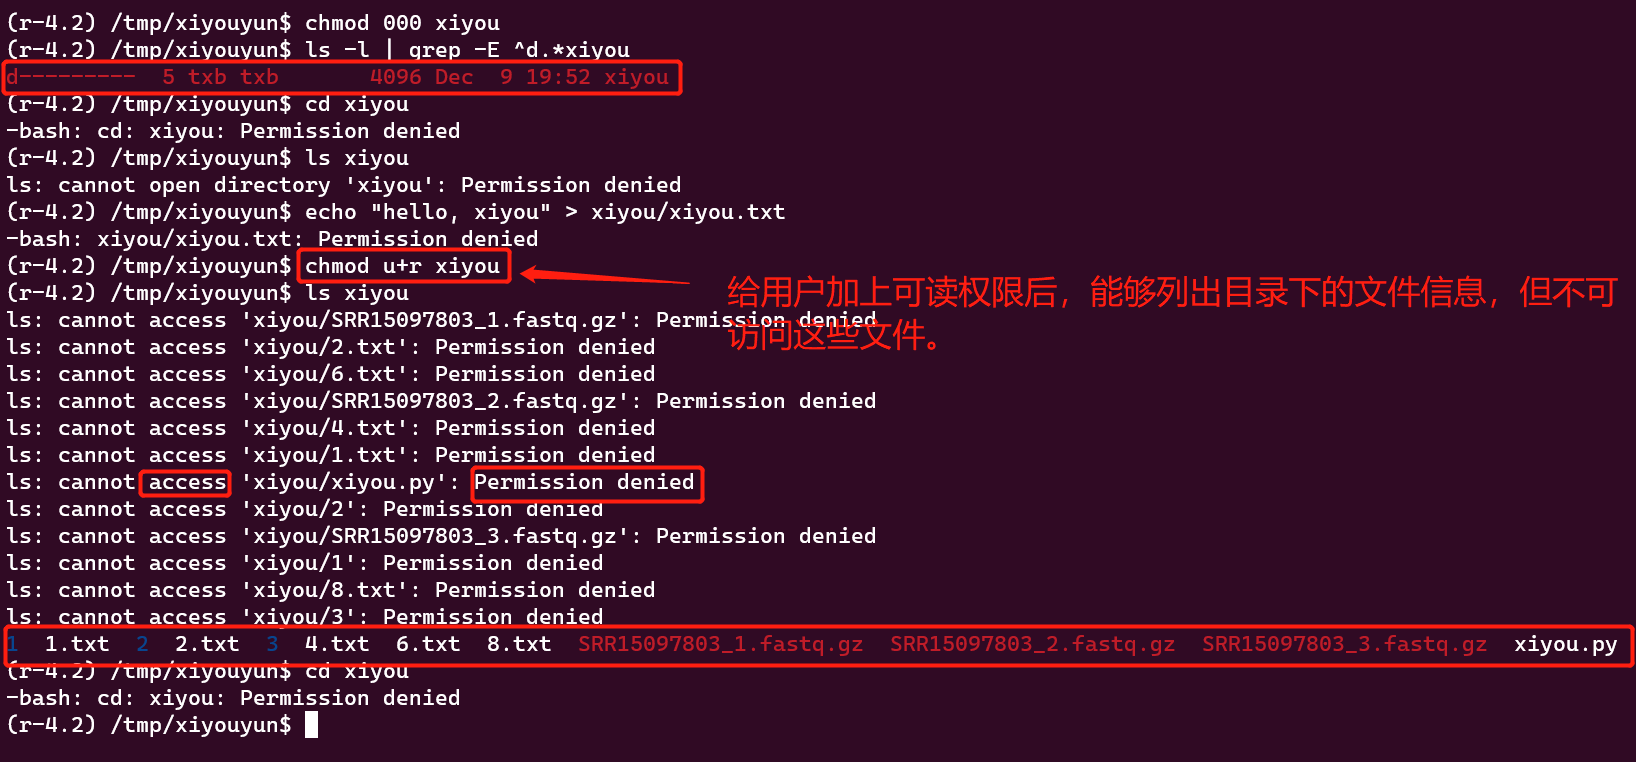 (r-4.2) /tmp/xiyouyun$ chmod 000 xiyou
(r-4.2) /tmp/xiyouyun$ ls -l | grep -E ^d.*xiyou
d--------- 5 txb txb 4096 Dec 9 19:52 xiyou
(r-4.2) /tmp/xiyouyun$ cd xiyou
-bash: cd: xiyou: Permission denied
(r-4.2) /tmp/xiyouyun$ ls xiyou
ls: cannot open directory 'xiyou': Permission denied
(r-4.2) /tmp/xiyouyun$ echo "hello, xiyou" > xiyou/xiyou.txt
-bash: xiyou/xiyou.txt: Permission denied
(r-4.2) /tmp/xiyouyun$ chmod u+r xiyou
(r-4.2) /tmp/xiyouyun$ ls xiyou
给用户加上可读权限后，能够列出目录下的文件信息，但不可
访问这些文件。
ls: cannot access 'xiyou/SRR15097803_1.fastq.gz': Permission denied
ls: cannot access 'xiyou/2.txt': Permission denied
ls: cannot access 'xiyou/6.txt': Permission denied
ls: cannot access 'xiyou/SRR15097803_2.fastq.gz': Permission denied
ls: cannot access 'xiyou/4.txt': Permission denied
ls: cannot access 'xiyou/1.txt': Permission denied
ls: cannot access 'xiyou/xiyou.py': Permission denied
ls: cannot access 'xiyou/2': Permission denied
ls: cannot access 'xiyou/SRR15097803_3.fastq.gz': Permission denied
ls: cannot access 'xiyou/1': Permission denied
ls: cannot access 'xiyou/8.txt': Permission denied
ls: cannot access 'xiyou/3': Permission denied
1 1.txt 2 2.txt 3 4.txt 6.txt 8.txt SRR15097803_1.fastq.gz SRR15097803_2.fastq.gz SRR15097803_3.fastq.gz xiyou.py
(r-4.2) /tmp/xiyouyun$ cd xiyou
-bash: cd: xiyou: Permission denied
(r-4.2) /tmp/xiyouyun$